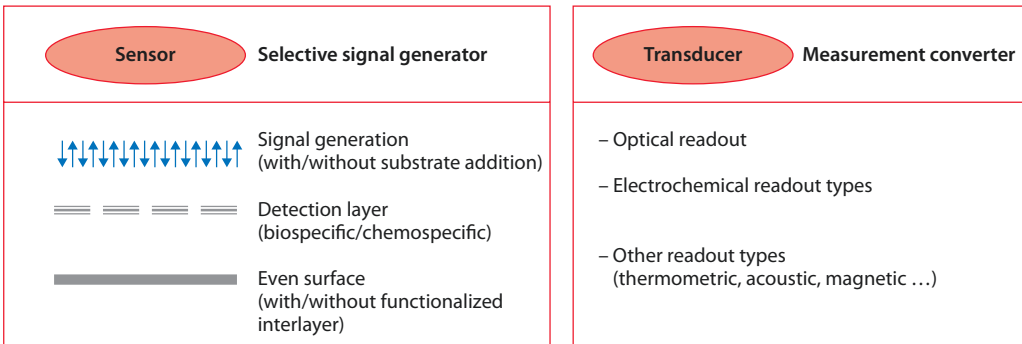 Sensor
Selective signal generator
Signal generation
(with/without substrate addition)
Detection layer
(biospecific/chemospecific)
Even surface
(with/without functionalized
interlayer)
Transducer
Measurement converter
– Optical readout
– Electrochemical readout types
– Other readout types
(thermometric, acoustic, magnetic …)